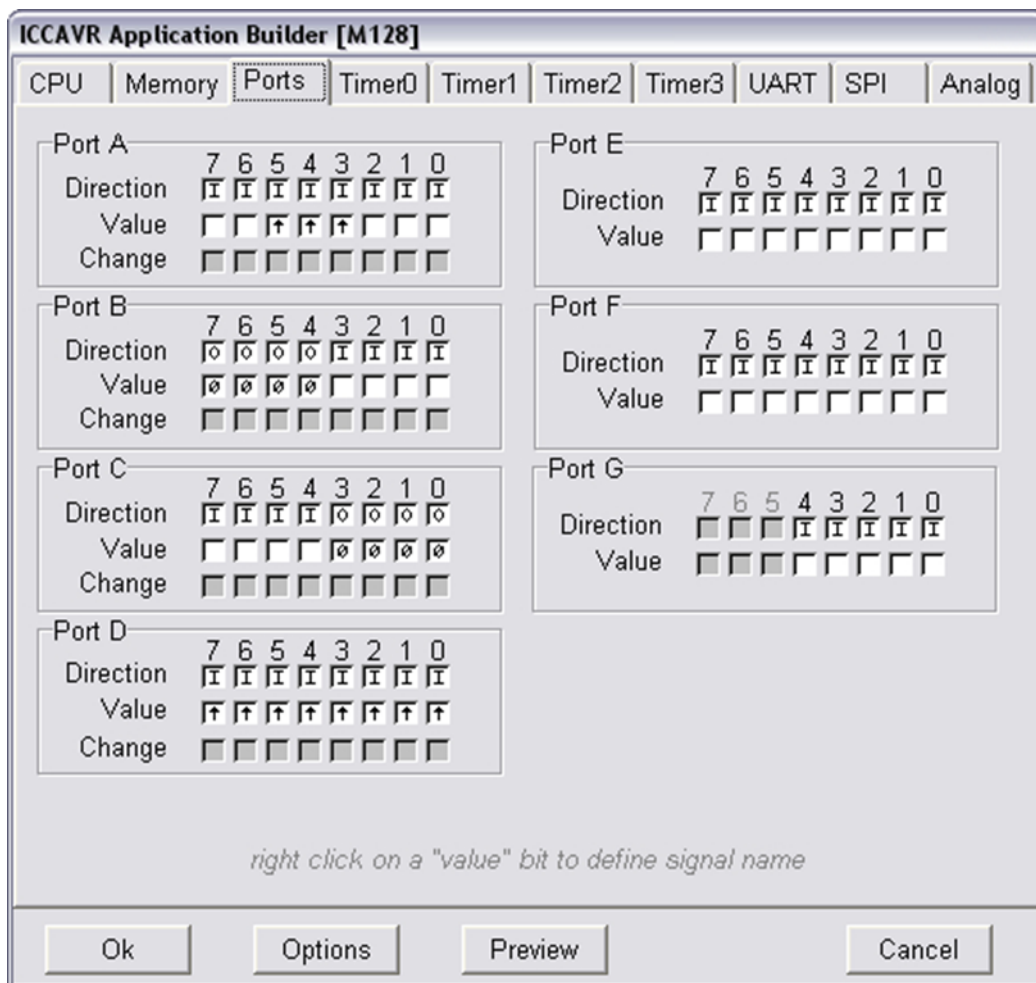 ICCAVR Application Builder [M128]
CPU Memory Ports Timer0 Timer1 Timer2 Timer3 UART SPI Analog
Port A
7 6 5 4 3 2 1 0
Direction I I I I I I I I
Value ↑ ↑ ↑
Change
Port B
7 6 5 4 3 2 1 0
Direction O O O O I I I I
Value Ø Ø Ø Ø
Change
Port C
7 6 5 4 3 2 1 0
Direction I I I I O O O O
Value Ø Ø Ø Ø
Change
Port D
7 6 5 4 3 2 1 0
Direction I I I I I I I I
Value ↑ ↑ ↑ ↑ ↑ ↑ ↑ ↑
Change
Port E
7 6 5 4 3 2 1 0
Direction I I I I I I I I
Value
Port F
7 6 5 4 3 2 1 0
Direction I I I I I I I I
Value
Port G
7 6 5 4 3 2 1 0
Direction I I I I I
Value
right click on a "value" bit to define signal name
Ok Options Preview Cancel